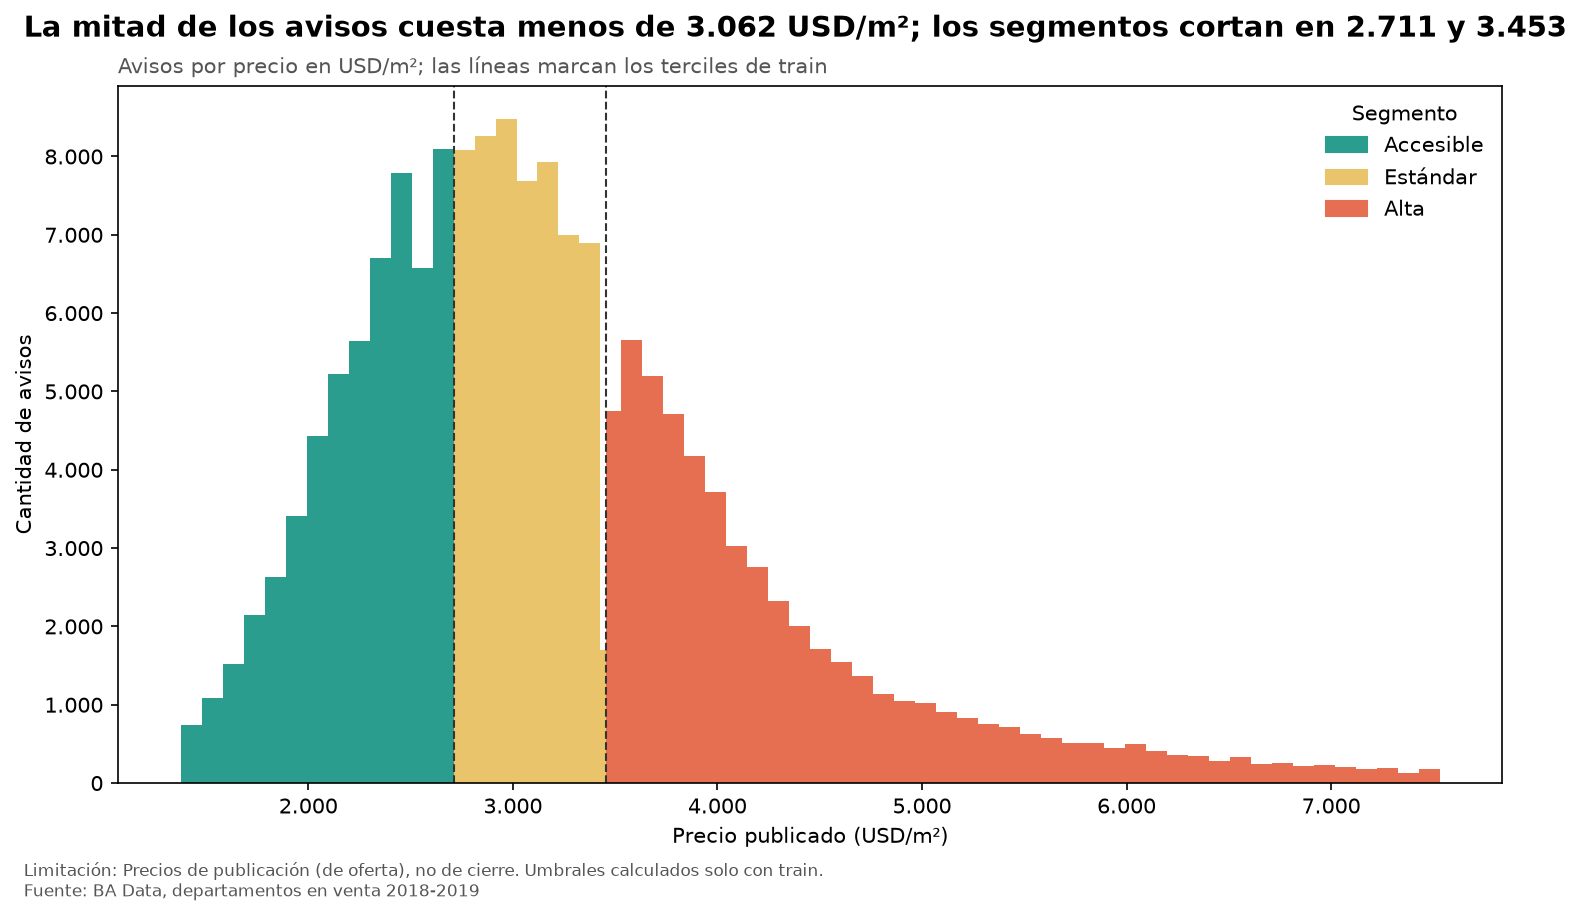 La mitad de los avisos cuesta menos de 3.062 USD/m²; los segmentos cortan en 2.711 y 3.453
Avisos por precio en USD/m²; las líneas marcan los terciles de train
Segmento
Accesible
Estándar
Alta
Cantidad de avisos
8.000
7.000
6.000
5.000
4.000
3.000
2.000
1.000
0
2.000
3.000
4.000
5.000
6.000
7.000
Precio publicado (USD/m²)
Limitación: Precios de publicación (de oferta), no de cierre. Umbrales calculados solo con train.
Fuente: BA Data, departamentos en venta 2018-2019